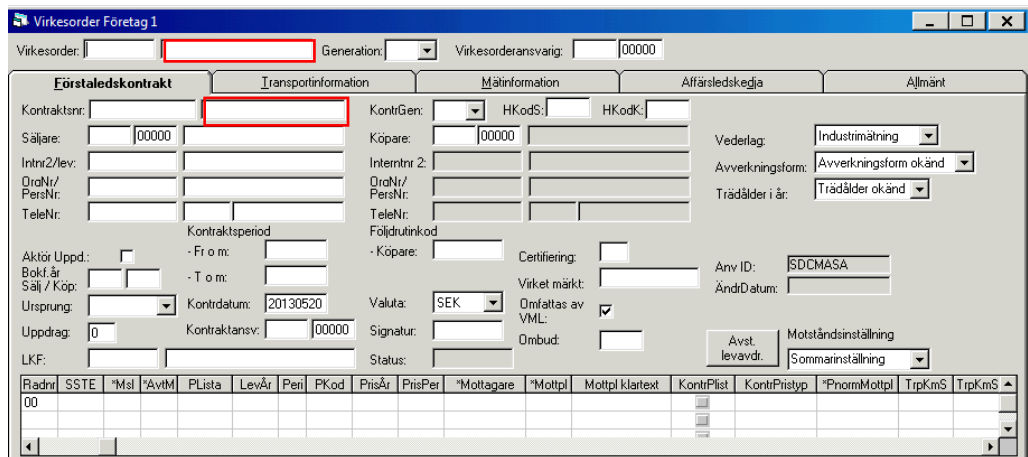 Virkesorder Företag 1
Virkesorder: Generation: Virkesorderansvarig: 00000
Förstaledskontrakt Transportinformation Mätinformation Affärsledskedja Allmänt
Kontraktsnr: KontrGen: HKodS: HKodK:
Säljare: 00000 Köpare: 00000 Vederlag: Industrimätning
Intnr2/lev: Interntnr 2: Avverkningsform: Avverkningsform okänd
OrgNr/ PersNr: OrgNr/ PersNr: Trädålder i år: Trädålder okänd
TeleNr: TeleNr:
Kontraktsperiod Följdrutinkod
Aktör Uppd.: - Fr o m: - Köpare: Certifiering: Anv ID: SDCMASA
Bokf.år Sälj / Köp: - T o m: Virket märkt: ÄndrDatum:
Ursprung: Kontrdatum: 20130520 Valuta: SEK Omfattas av VML:
Uppdrag: 0 Kontraktansv: 00000 Signatur: Ombud: Avst. levavdr. Motståndsinställning
LKF: Status: Sommarinställning
Radnr SSTE *Msl *AvtM PLista LevÅr Peri PKod PrisÅr PrisPer *Mottagare *Mottpl Mottpl klartext KontrPlist KontrPristyp *PnormMottpl TrpKmS TrpKmS
00